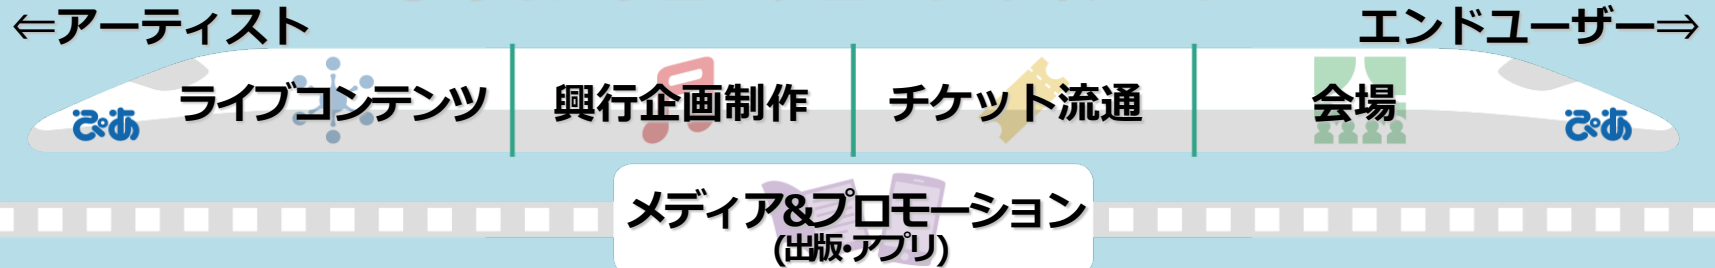 ⇐アーティスト
エンドユーザー⇒
ぴあ
ライブコンテンツ
興行企画制作
チケット流通
会場
ぴあ
メディア&プロモーション
(出版・アプリ)